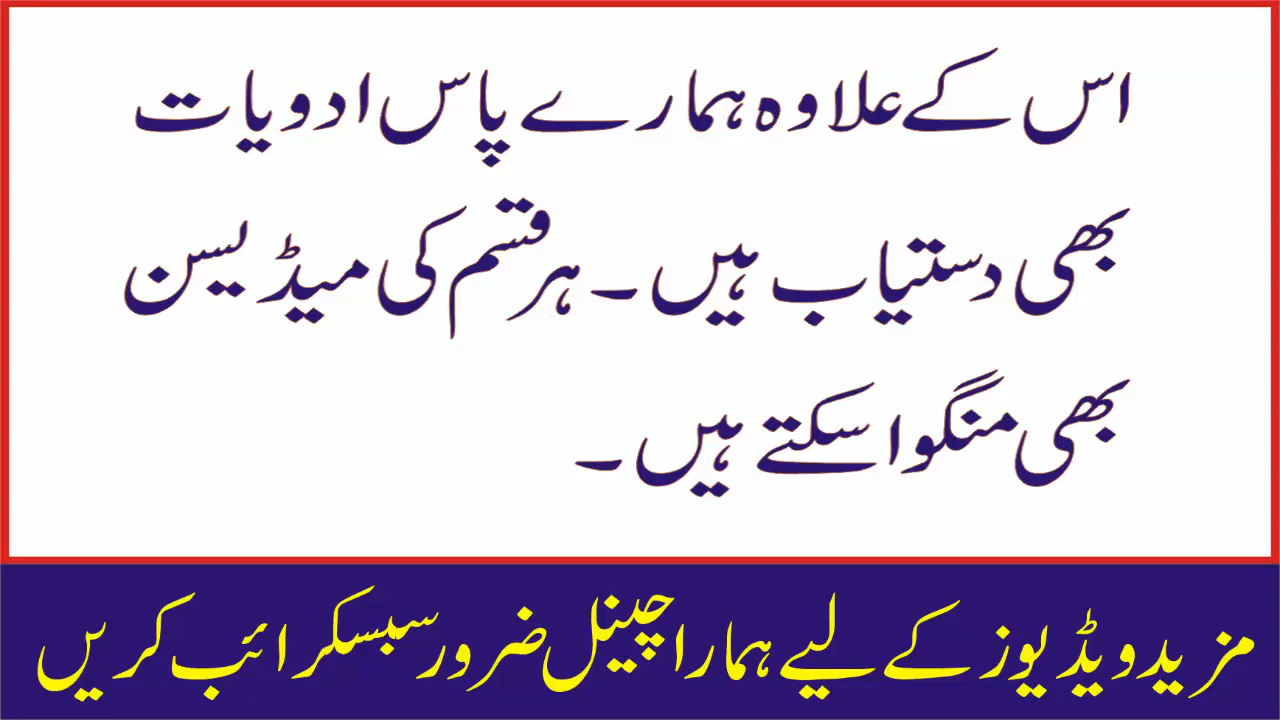 اس کے علاوہ ہمارے پاس ادویات
بھی دستیاب ہیں۔ ہر قسم کی میڈیسن
بھی منگوا سکتے ہیں۔
مزید ویڈیوز کے لیے ہمارا چینل ضرور سبسکرائب کریں